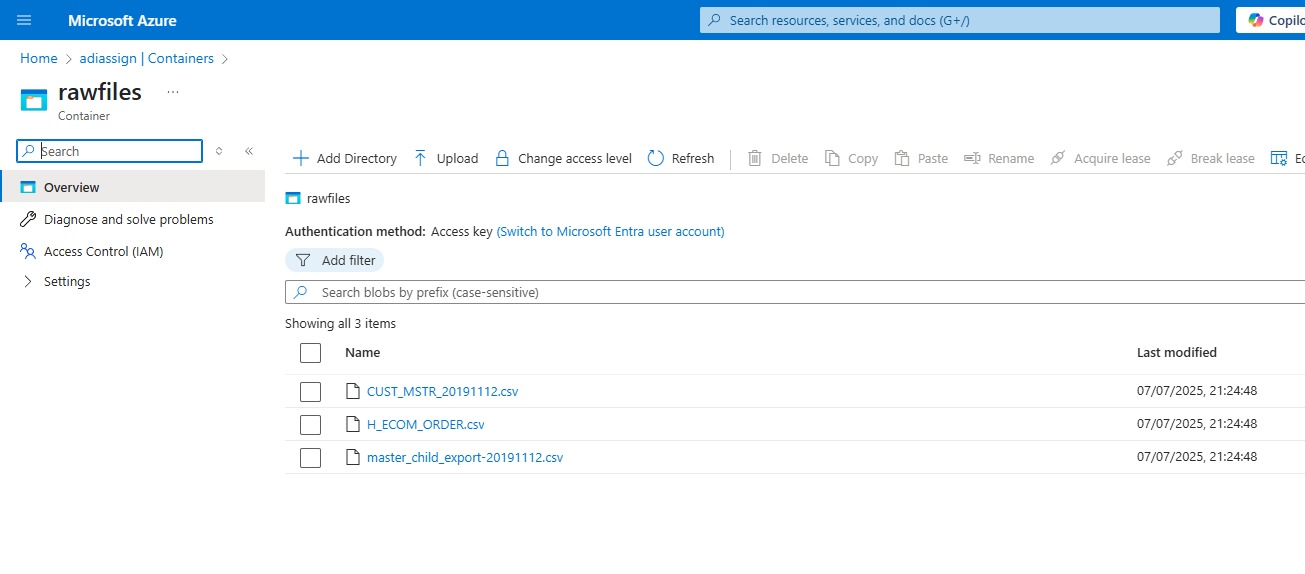 Microsoft Azure
Search resources, services, and docs (G+/)
Home > adiassign | Containers >
rawfiles ...
Container
Search
Add Directory Upload Change access level Refresh Delete Copy Paste Rename Acquire lease Break lease
Overview
rawfiles
Diagnose and solve problems
Authentication method: Access key (Switch to Microsoft Entra user account)
Access Control (IAM)
Add filter
Settings
Search blobs by prefix (case-sensitive)
Showing all 3 items
Name Last modified
CUST_MSTR_20191112.csv 07/07/2025, 21:24:48
H_ECOM_ORDER.csv 07/07/2025, 21:24:48
master_child_export-20191112.csv 07/07/2025, 21:24:48